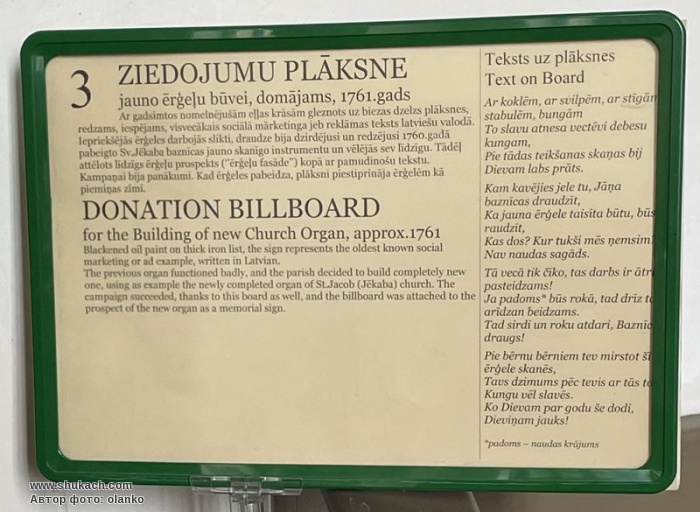 3
ZIEDOJUMU PLĀKSNE
jauno ērģeļu būvei, domājams, 1761.gads
Ar gadsimtos nomelnējušām eļļas krāsām gleznots uz biezas dzelzs plāksnes,
redzams, iespējams, visvecākais sociālā mārketinga jeb reklāmas teksts latviešu valodā.
Iepriekšējās ērģeles darbojās slikti, draudze bija dzirdējusi un redzējusi 1760.gadā
pabeigto Sv.Jēkaba baznīcas jauno skanīgo instrumentu un vēlējās sev līdzīgu. Tādēļ
attēlots līdzīgs ērģeļu prospekts ("ērģeļu fasāde") kopā ar pamudinošu tekstu.
Kampaņai bija panākumi. Kad ērģeles pabeidza, plāksni piestiprināja ērģelēm kā
piemiņas zīmi.
DONATION BILLBOARD
for the Building of new Church Organ, approx.1761
Blackened oil paint on thick iron list, the sign represents the oldest known social
marketing or ad example, written in Latvian.
The previous organ functioned badly, and the parish decided to build completely new
one, using as example the newly completed organ of St.Jacob (Jēkaba) church. The
campaign succeeded, thanks to this board as well, and the billboard was attached to the
prospect of the new organ as a memorial sign.
Teksts uz plāksnes
Text on Board
Ar koklēm, ar svilpēm, ar stīgām
stabulēm, bungām
To slavu atnesa vectēvi debesu
kungam,
Pie tādas teikšanas skaņas bij
Dievam labs prāts.
Kam kavējies jele tu, Jāņa
baznīcas draudzīt,
Ka jauna ērģele taisīta būtu, būs
raudzīt,
Kas dos? Kur tukši mēs ņemsim
Nav naudas sagāds.
Tā vecā tik čīko, tas darbs ir ātri
pasteidzams!
Ja padoms* būs rokā, tad drīz to
arīdzan beidzams.
Tad sirdi un roku atdari, Baznīc
draugs!
Pie bērnu bērniem tev mirstot šī
ērģele skanēs,
Tavs dzimums pēc tevis ar tās to
Kungu vēl slavēs.
Ko Dievam par godu še dodi,
Dieviņam jauks!
*padoms – naudas krājums
www.shukach.com
Автор фото: olanko